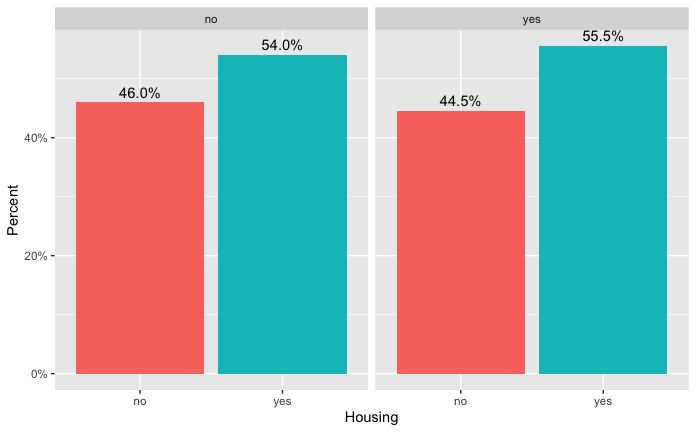 no
yes
46.0%
54.0%
44.5%
55.5%
40%
20%
0%
Percent
no
yes
no
yes
Housing